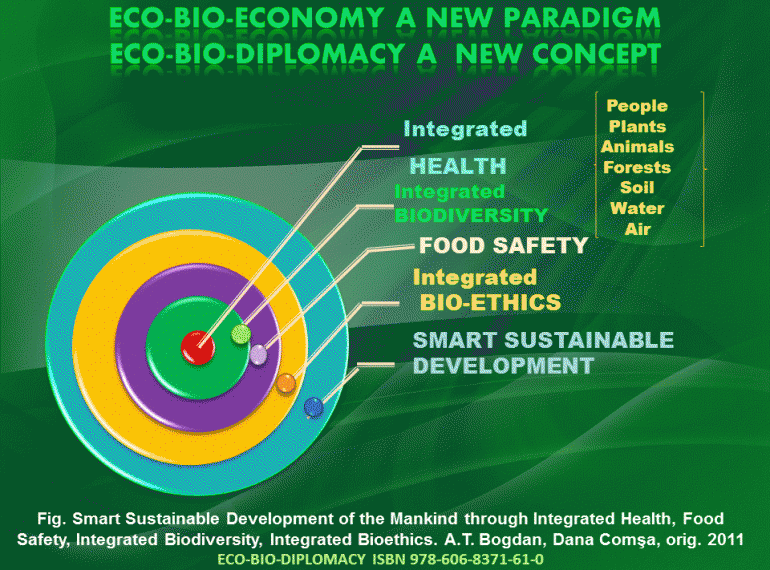 ECO-BIO-ECONOMY A NEW PARADIGM
ECO-BIO-DIPLOMACY A NEW CONCEPT
Integrated
HEALTH
Integrated
BIODIVERSITY
FOOD SAFETY
Integrated
BIO-ETHICS
SMART SUSTAINABLE
DEVELOPMENT
People
Plants
Animals
Forests
Soil
Water
Air
Fig. Smart Sustainable Development of the Mankind through Integrated Health, Food
Safety, Integrated Biodiversity, Integrated Bioethics. A.T. Bogdan, Dana Comşa, orig. 2011
ECO-BIO-DIPLOMACY ISBN 978-606-8371-61-0